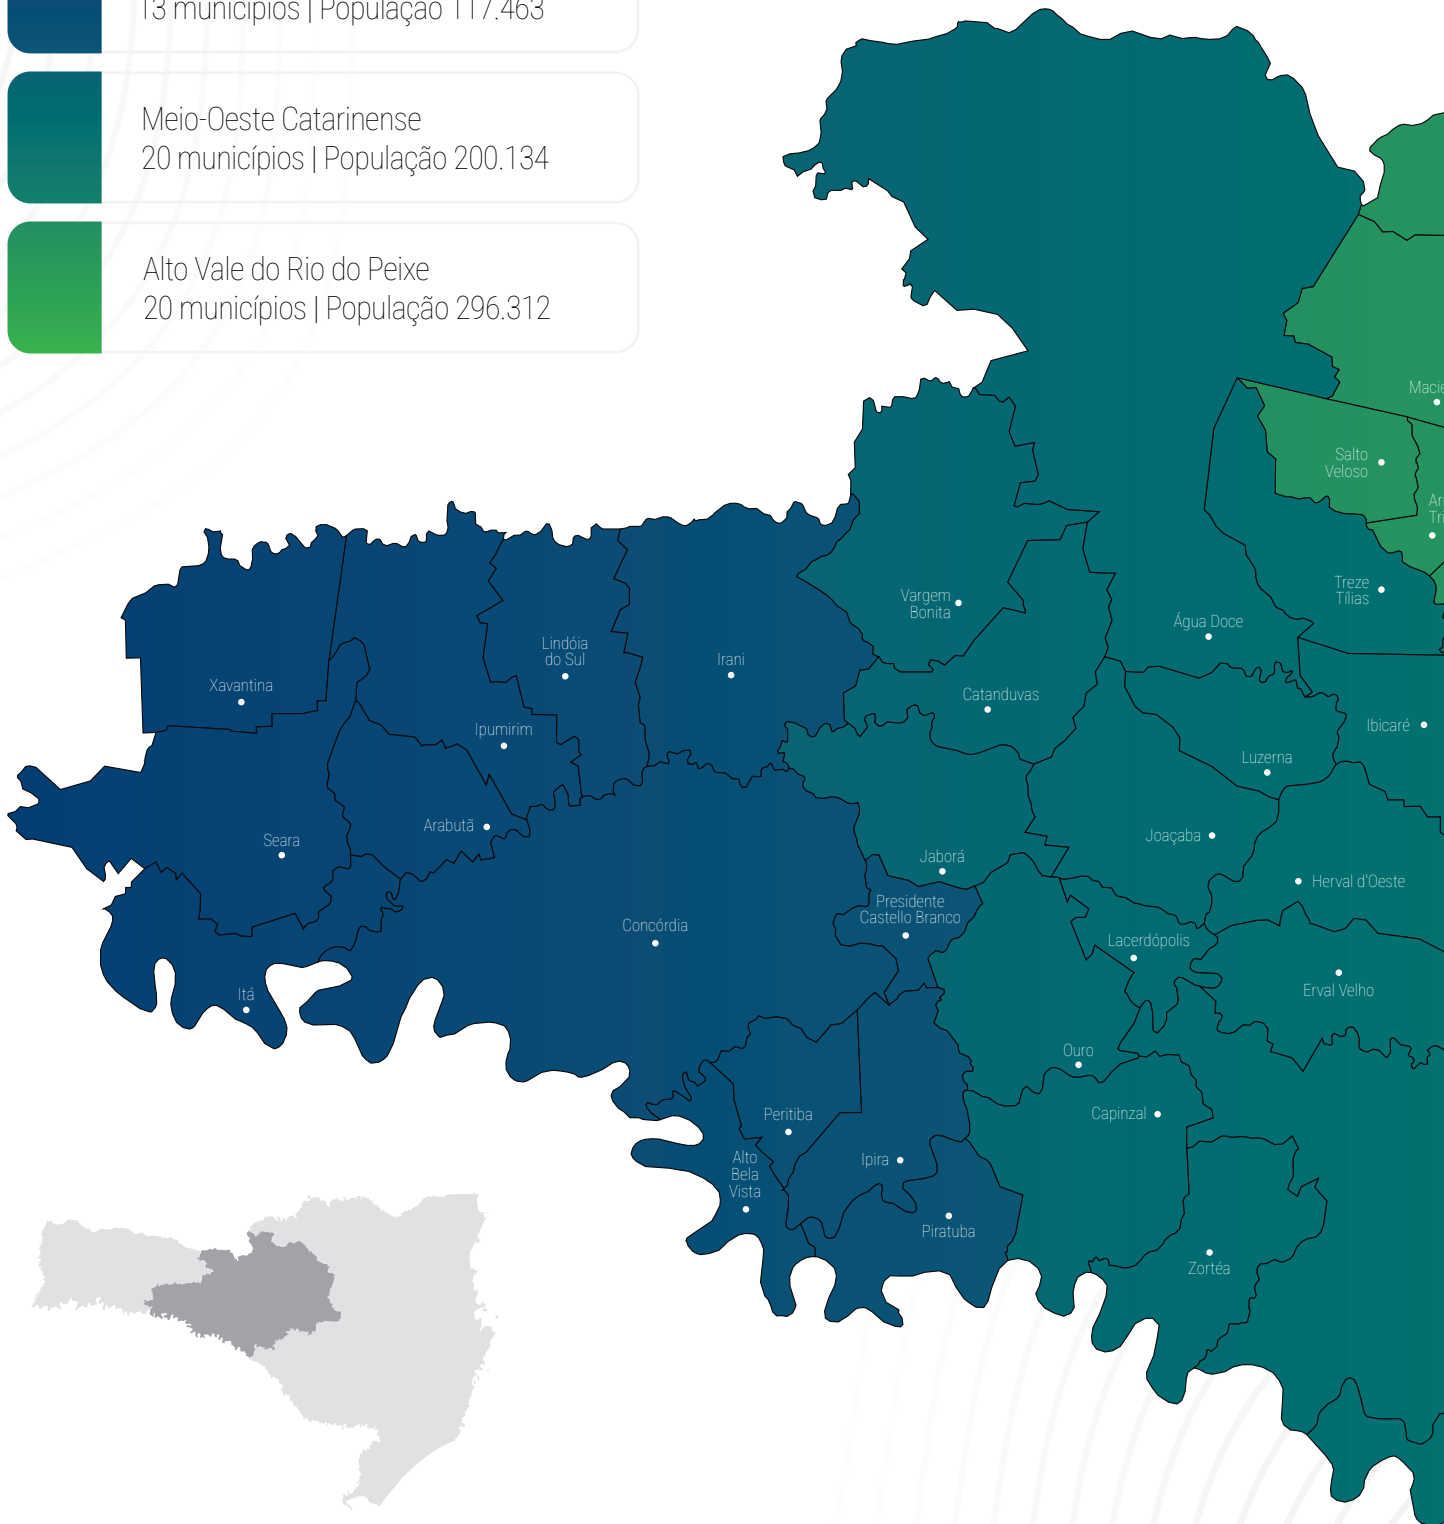 13 municípios | População 117.463
Meio-Oeste Catarinense
20 municípios | População 200.134
Alto Vale do Rio do Peixe
20 municípios | População 296.312
Salto
Veloso
Vargem
Bonita
Treze
Tílias
Água Doce
Lindóia
do Sul
Irani
Xavantina
Catanduvas
Ipumirim
Ibicaré
Luzerna
Arabutã
Seara
Joaçaba
Jaborá
Herval d'Oeste
Presidente
Castello Branco
Concórdia
Lacerdópolis
Itá
Erval Velho
Ouro
Peritiba
Capinzal
Alto
Bela
Vista
Ipira
Piratuba
Zortéa